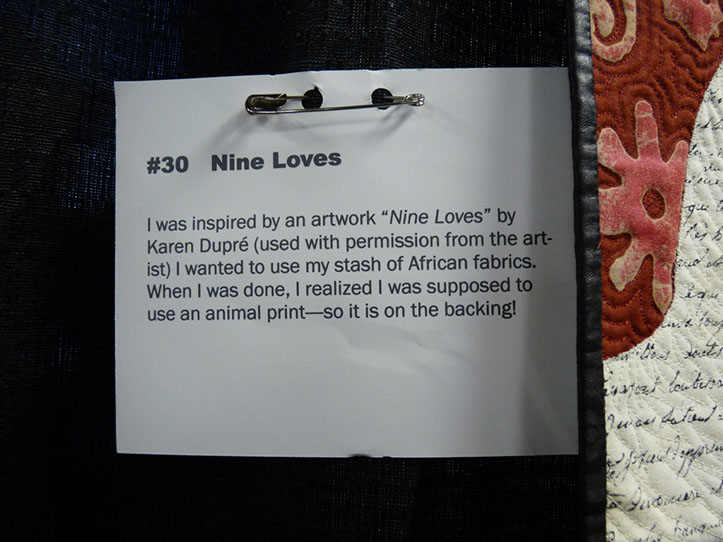 #30 Nine Loves
I was inspired by an artwork “Nine Loves” by
Karen Dupré (used with permission from the art-
ist) I wanted to use my stash of African fabrics.
When I was done, I realized I was supposed to
use an animal print—so it is on the backing!